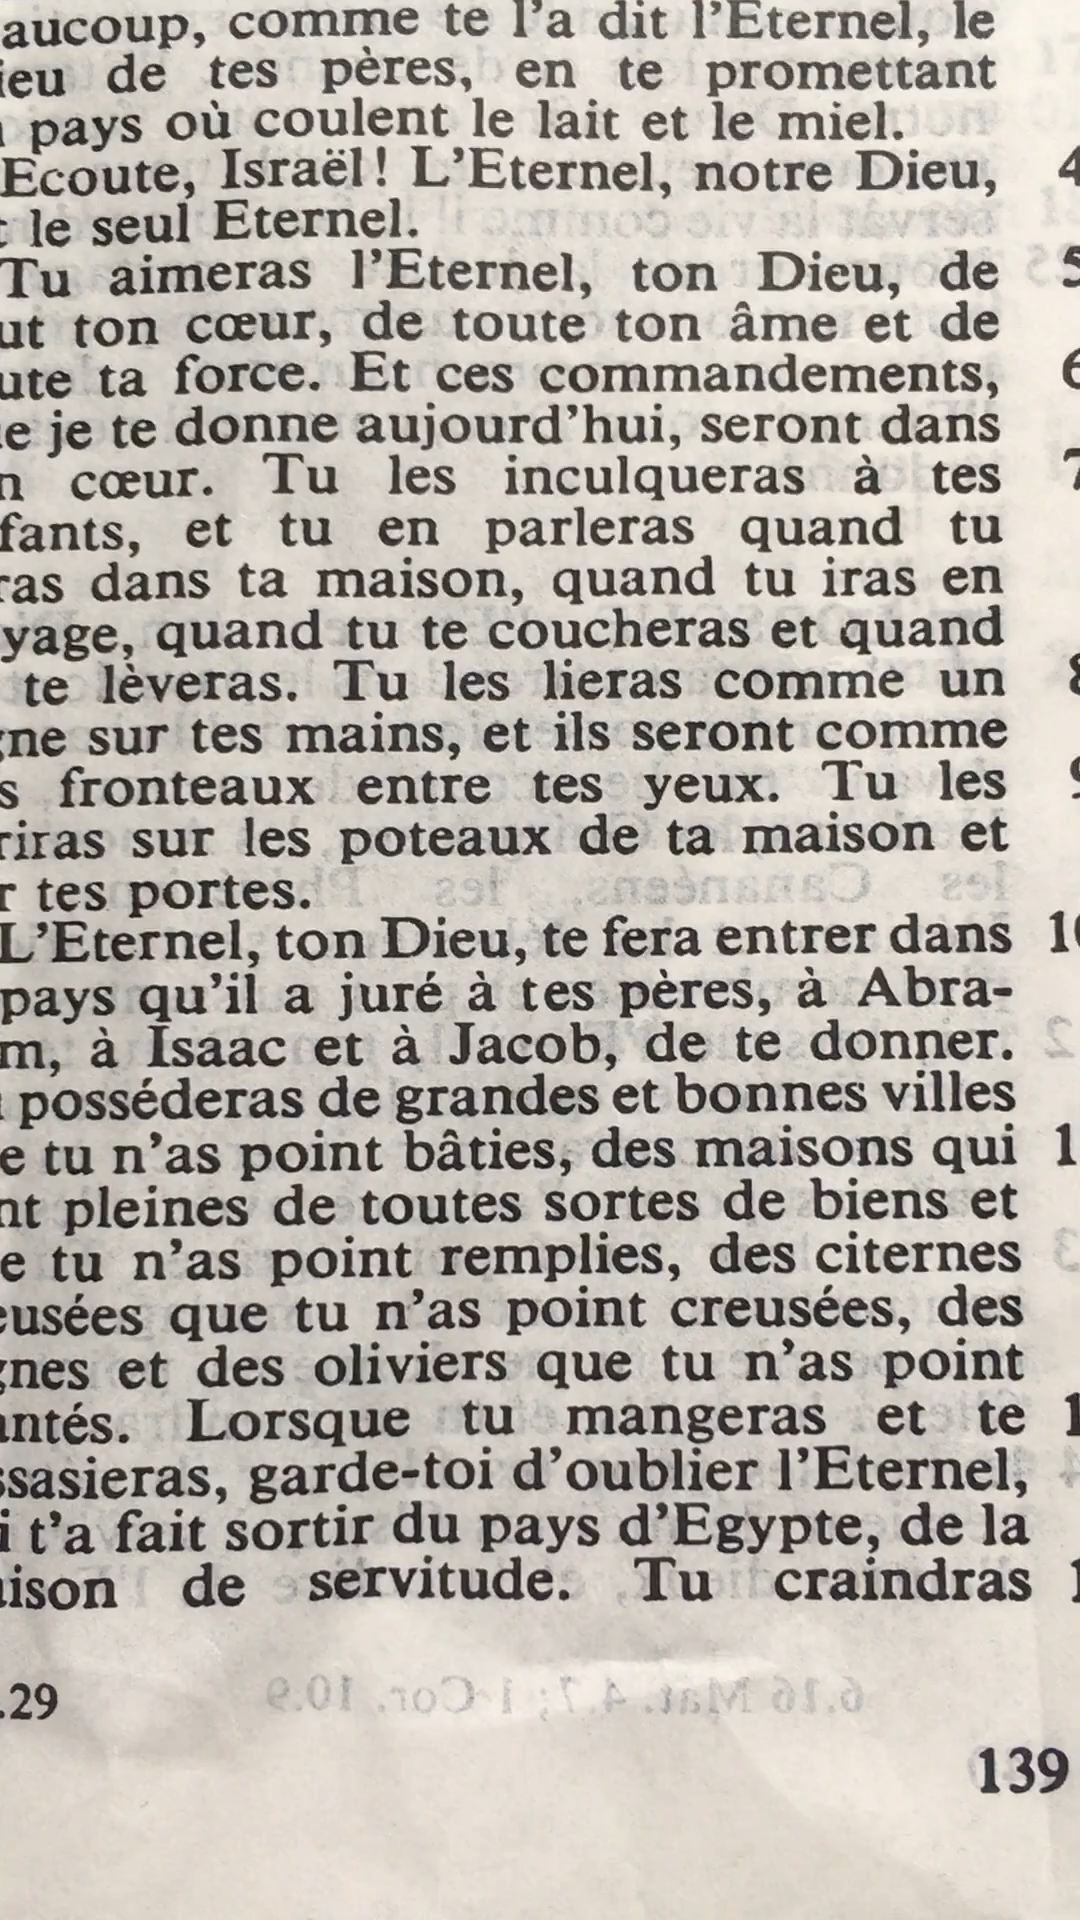 aucoup, comme te l'a dit l'Eternel, le
ieu de tes pères, en te promettant
pays où coulent le lait et le miel.
Ecoute, Israël! L'Eternel, notre Dieu, 4
t le seul Eternel.
Tu aimeras l'Eternel, ton Dieu, de 5
ut ton cœur, de toute ton âme et de
ute ta force. Et ces commandements, 6
e je te donne aujourd'hui, seront dans
n cœur. Tu les inculqueras à tes 7
fants, et tu en parleras quand tu
ras dans ta maison, quand tu iras en
yage, quand tu te coucheras et quand
te lèveras. Tu les lieras comme un 8
gne sur tes mains, et ils seront comme
s fronteaux entre tes yeux. Tu les 9
riras sur les poteaux de ta maison et
r tes portes.
L'Eternel, ton Dieu, te fera entrer dans 10
pays qu'il a juré à tes pères, à Abra-
m, à Isaac et à Jacob, de te donner.
posséderas de grandes et bonnes villes
e tu n'as point bâties, des maisons qui 1
nt pleines de toutes sortes de biens et
e tu n'as point remplies, des citernes
eusées que tu n'as point creusées, des
gnes et des oliviers que tu n'as point
antés. Lorsque tu mangeras et te 1
ssasieras, garde-toi d'oublier l'Eternel,
i t'a fait sortir du pays d'Egypte, de la
aison de servitude. Tu craindras 1
.29
139